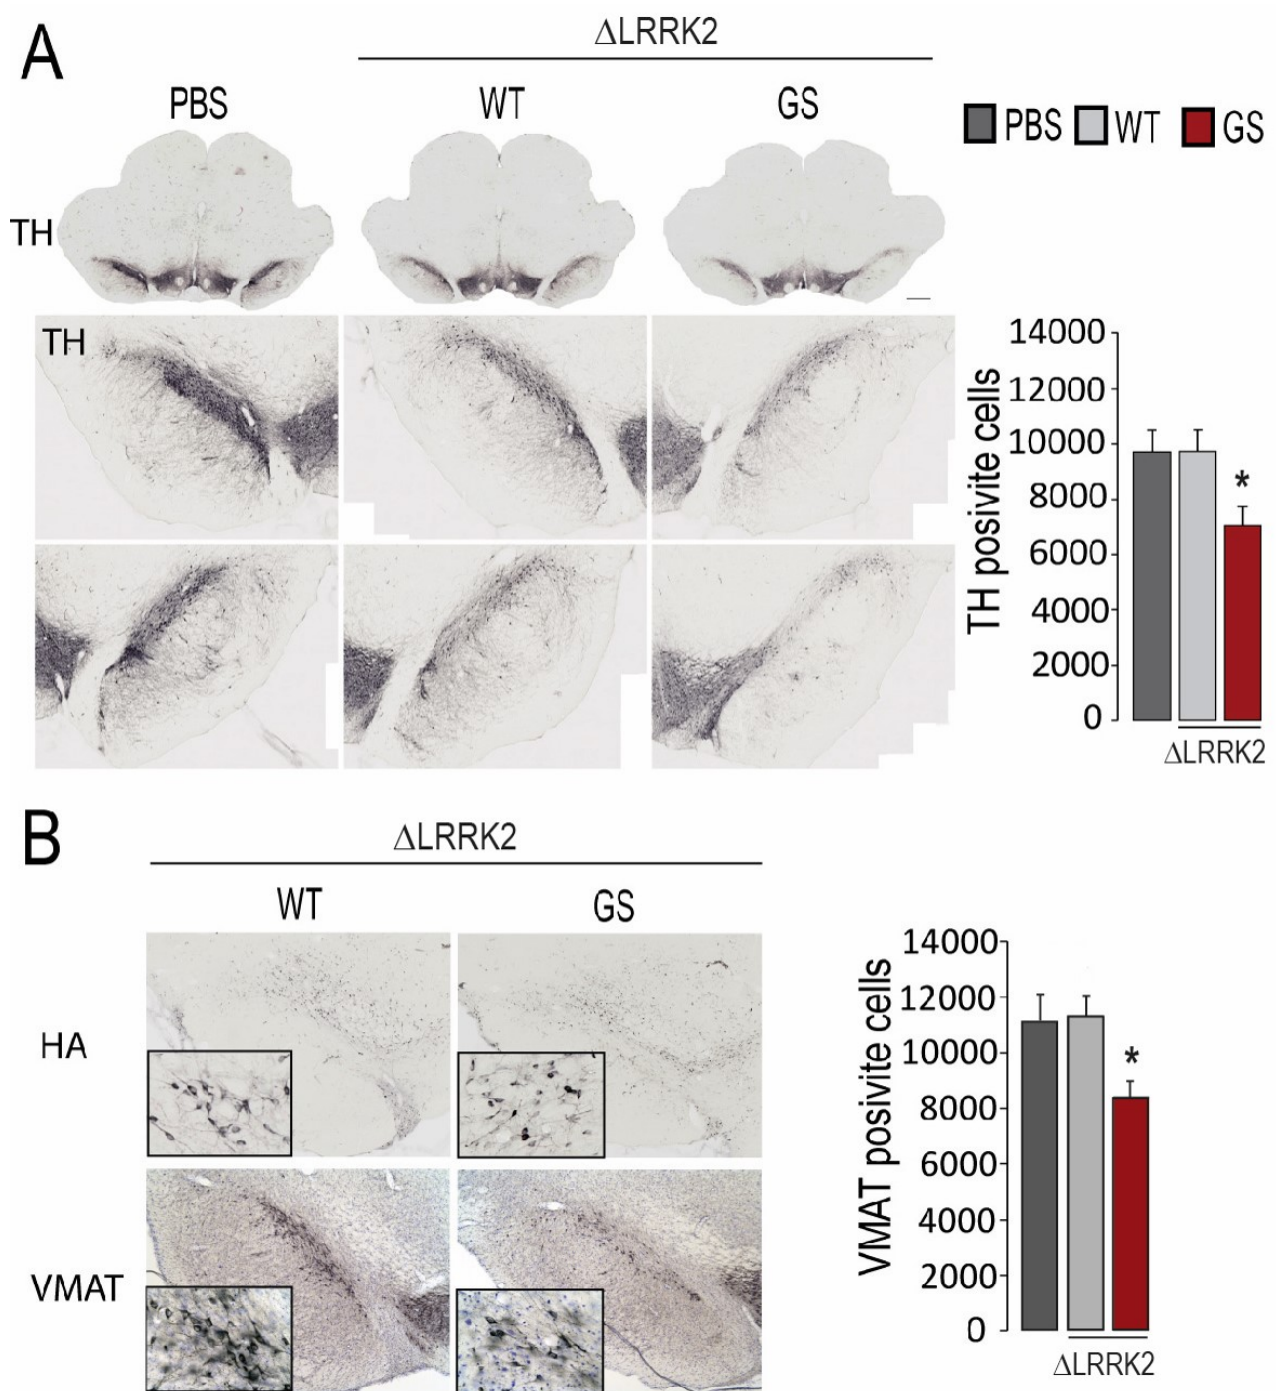 A
ΔLRRK2
PBS WT GS
PBS WT GS
TH
TH
TH posivite cells
14000
12000
10000
8000
6000
4000
2000
0
*
ΔLRRK2
B
ΔLRRK2
WT GS
HA
VMAT
VMAT posivite cells
14000
12000
10000
8000
6000
4000
2000
0
*
ΔLRRK2